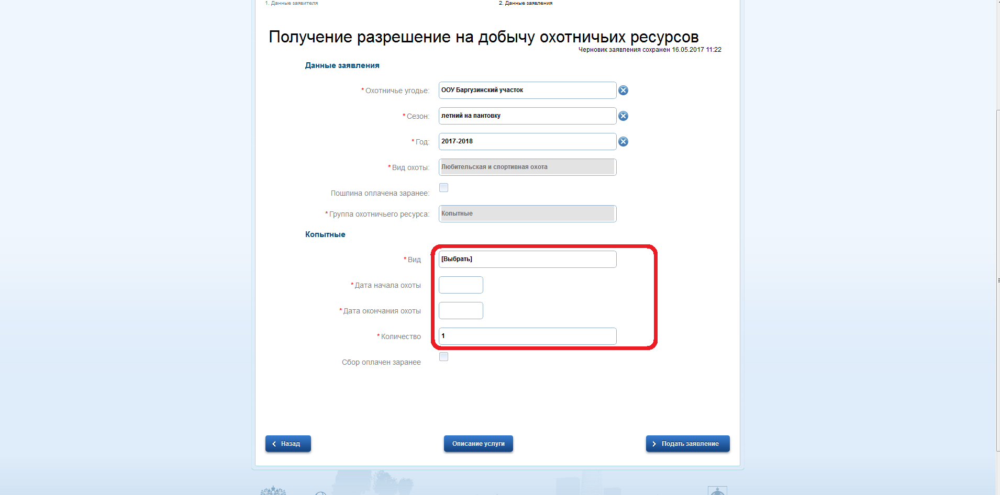 1. Данные заявителя
2. Данные заявления
Получение разрешение на добычу охотничьих ресурсов
Черновик заявления сохранен 16.05.2017 11:22
Данные заявления
* Охотничье угодье: ООУ Баргузинский участок
* Сезон: летний на пантовку
* Год: 2017-2018
* Вид охоты: Любительская и спортивная охота
Пошлина оплачена заранее:
* Группа охотничьего ресурса: Копытные
Копытные
* Вид [Выбрать]
* Дата начала охоты
* Дата окончания охоты
* Количество 1
Сбор оплачен заранее
Назад
Описание услуги
Подать заявление